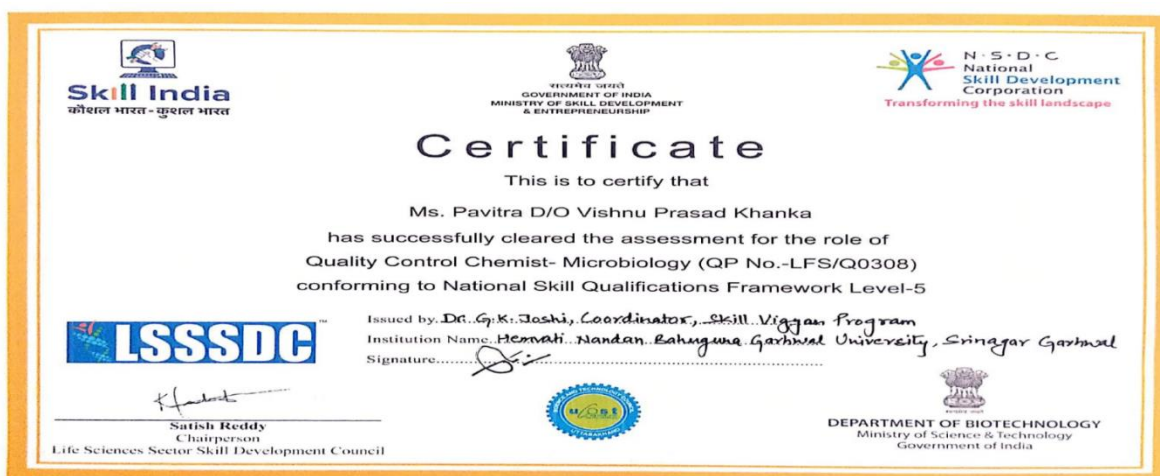 Skill India
कौशल भारत - कुशल भारत
सत्यमेव जयते
GOVERNMENT OF INDIA
MINISTRY OF SKILL DEVELOPMENT
& ENTREPRENEURSHIP
N·S·D·C
National
Skill Development
Corporation
Transforming the skill landscape
Certificate
This is to certify that
Ms. Pavitra D/O Vishnu Prasad Khanka
has successfully cleared the assessment for the role of
Quality Control Chemist- Microbiology (QP No.-LFS/Q0308)
conforming to National Skill Qualifications Framework Level-5
LSSSDC
Issued by Dr. G.K. Joshi, Coordinator, Skill Vigyan Program
Institution Name Hemvati Nandan Bahuguna Garhwal University, Srinagar Garhwal
Signature
Satish Reddy
Chairperson
Life Sciences Sector Skill Development Council
ucost
UTTARAKHAND
DEPARTMENT OF BIOTECHNOLOGY
Ministry of Science & Technology
Government of India